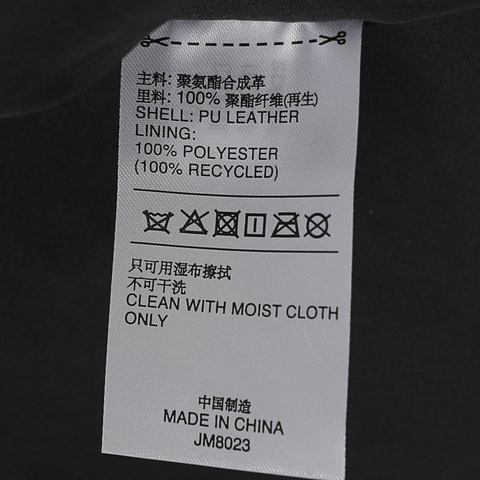 主料: 聚氨酯合成革
里料: 100% 聚酯纤维(再生)
SHELL: PU LEATHER
LINING:
100% POLYESTER
(100% RECYCLED)
只可用湿布擦拭
不可干洗
CLEAN WITH MOIST CLOTH
ONLY
中国制造
MADE IN CHINA
JM8023